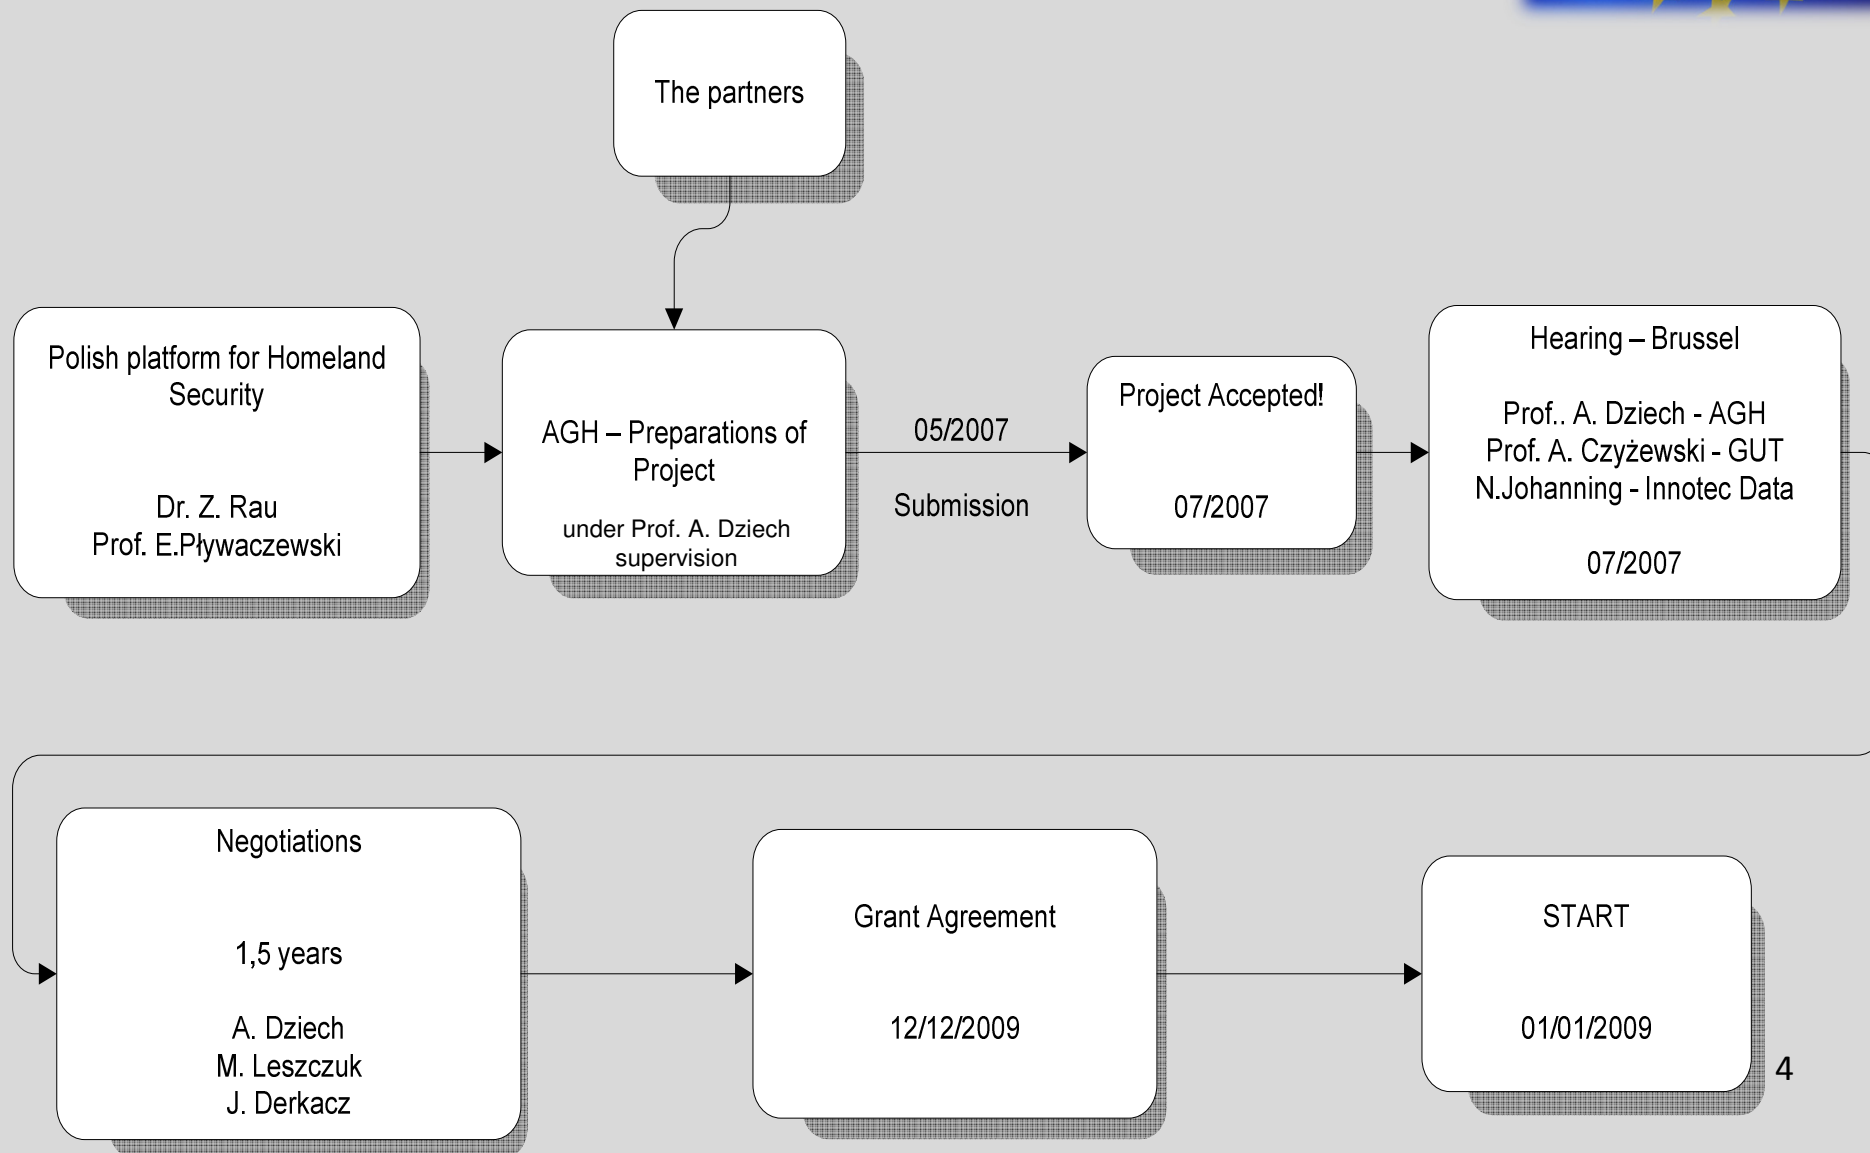 The partners
Polish platform for Homeland
Security
Dr. Z. Rau
Prof. E.Pływaczewski
AGH – Preparations of
Project
under Prof. A. Dziech
supervision
05/2007
Submission
Project Accepted!
07/2007
Hearing – Brussel
Prof.. A. Dziech - AGH
Prof. A. Czyżewski - GUT
N.Johanning - Innotec Data
07/2007
Negotiations
1,5 years
A. Dziech
M. Leszczuk
J. Derkacz
Grant Agreement
12/12/2009
START
01/01/2009
4